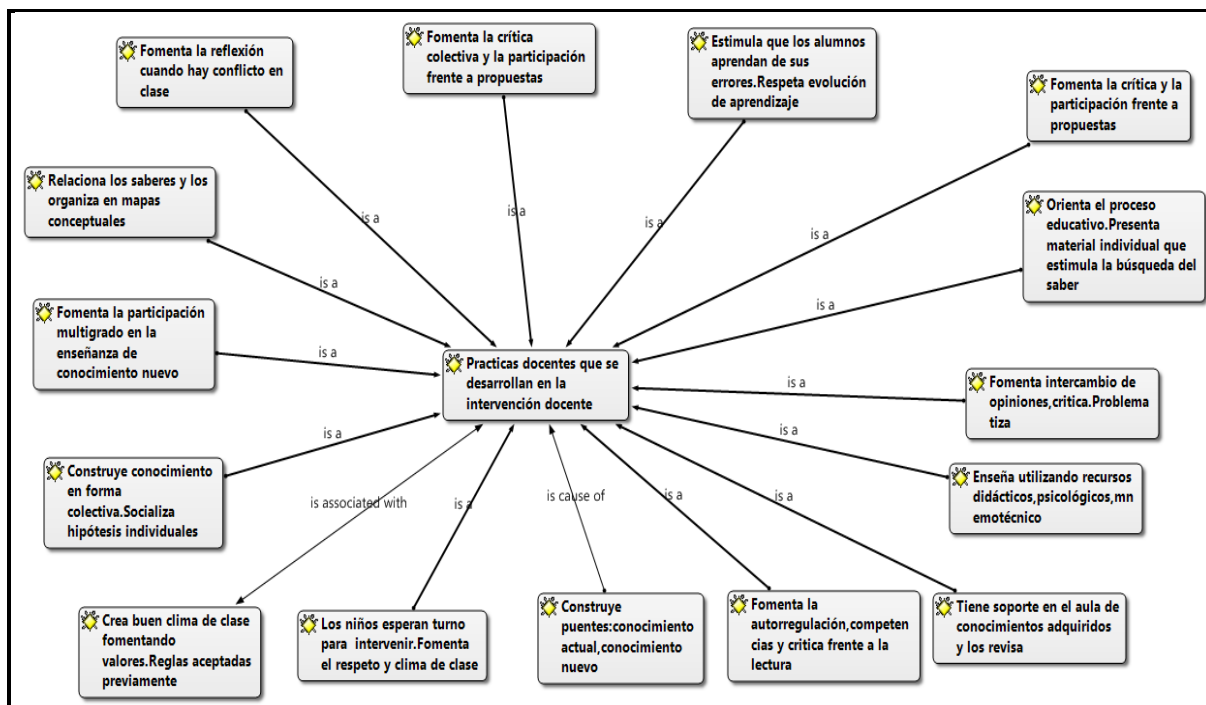 Fomenta la reflexión
cuando hay conflicto en
clase
Fomenta la crítica
colectiva y la participación
frente a propuestas
Estimula que los alumnos
aprendan de sus
errores.Respeta evolución
de aprendizaje
Fomenta la crítica y la
participación frente a
propuestas
Relaciona los saberes y los
organiza en mapas
conceptuales
is a
is a
is a
is a
Orienta el proceso
educativo.Presenta
material individual que
estimula la búsqueda del
saber
is a
is a
Fomenta la participación
multigrado en la
enseñanza de
conocimiento nuevo
is a
Practicas docentes que se
desarrollan en la
intervención docente
is a
Fomenta intercambio de
opiniones,critica.Problema
tiza
is a
Construye conocimiento
en forma
colectiva.Socializa
hipótesis individuales
is a
Enseña utilizando recursos
didácticos,psicológicos,mn
emotécnico
is associated with
is a
is cause of
is a
is a
Crea buen clima de clase
fomentando
valores.Reglas aceptadas
previamente
Los niños esperan turno
para intervenir.Fomenta
el respeto y clima de clase
Construye
puentes:conocimiento
actual,conocimiento
nuevo
Fomenta la
autorregulación,competen
cias y critica frente a la
lectura
Tiene soporte en el aula de
conocimientos adquiridos
y los revisa